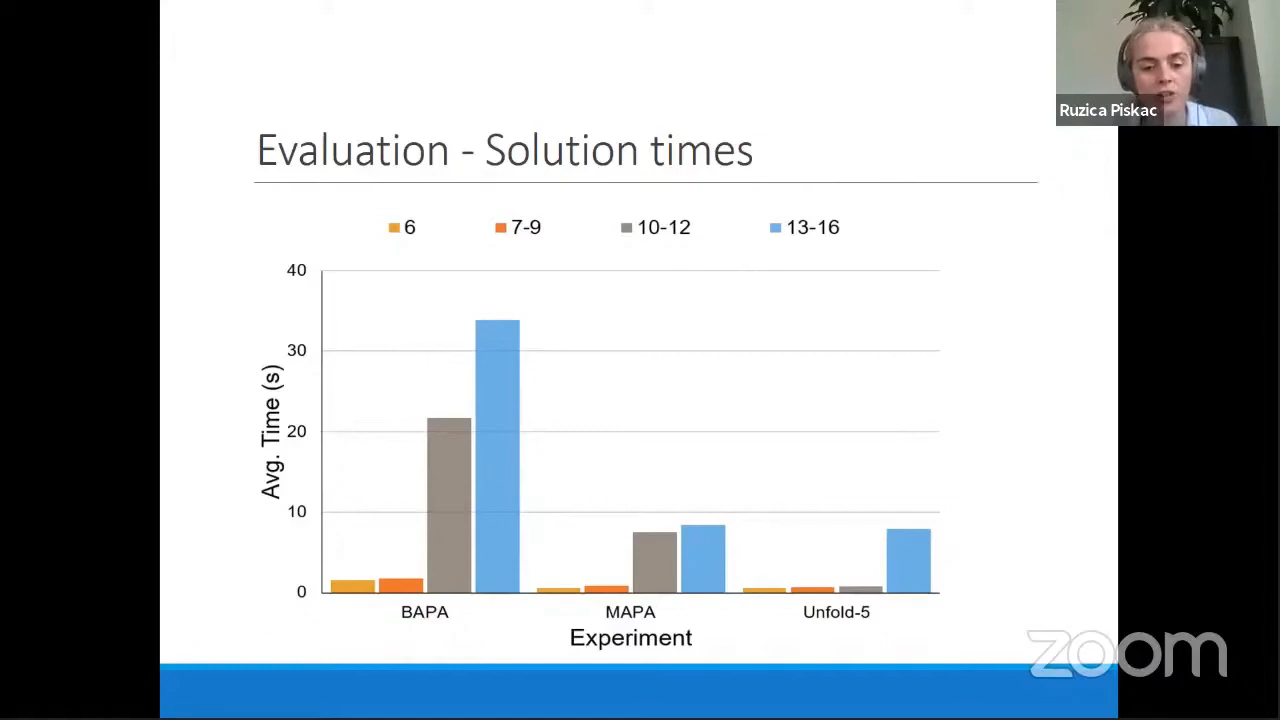 Ruzica Piskac
Evaluation - Solution times
6 7-9 10-12 13-16
40
30
20
10
0
Avg. Time (s)
BAPA MAPA Unfold-5
Experiment
zoom